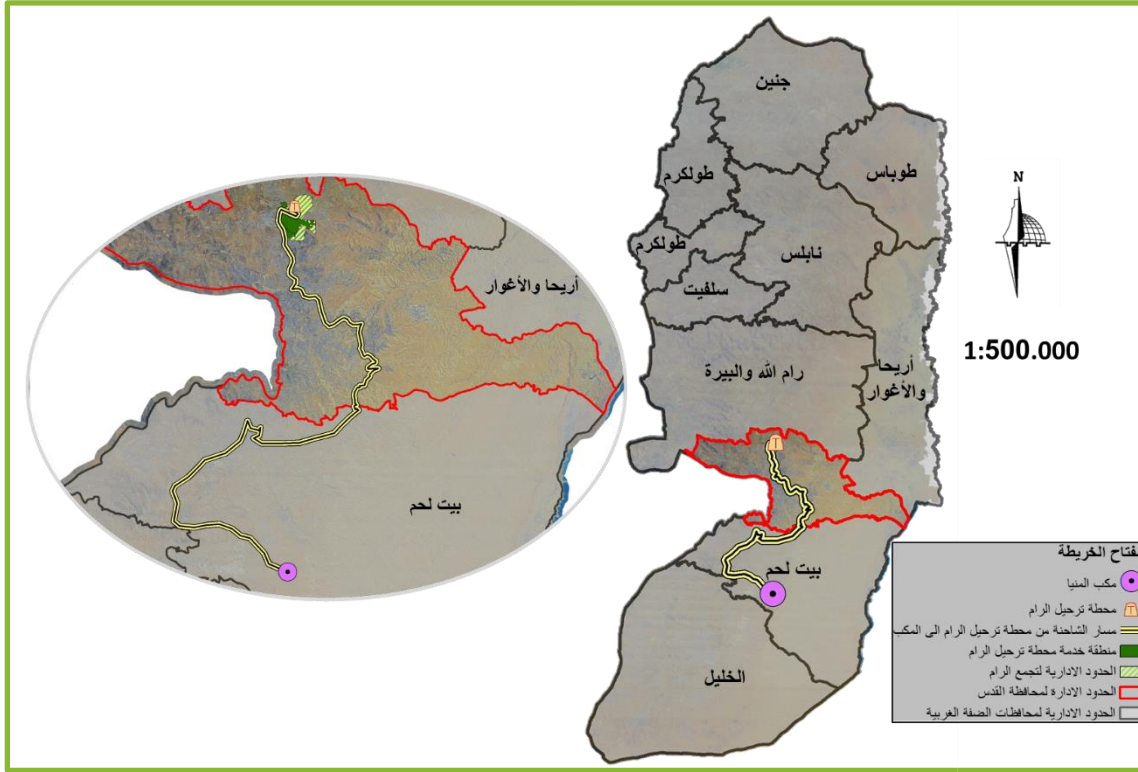 جنين
طوباس
طولكرم
نابلس
طولكرم
سلفيت
رام الله والبيرة
أريحا
والأغوار
بيت لحم
الخليل
أريحا والأغوار
بيت لحم
N
1:500.000
مفتاح الخريطة
مكب المنيا
محطة ترحيل الرام
مسار الشاحنة من محطة ترحيل الرام الى المكب
منطقة خدمة محطة ترحيل الرام
الحدود الادارية لتجمع الرام
الحدود الادارة لمحافظة القدس
الحدود الادارية لمحافظات الضفة الغربية